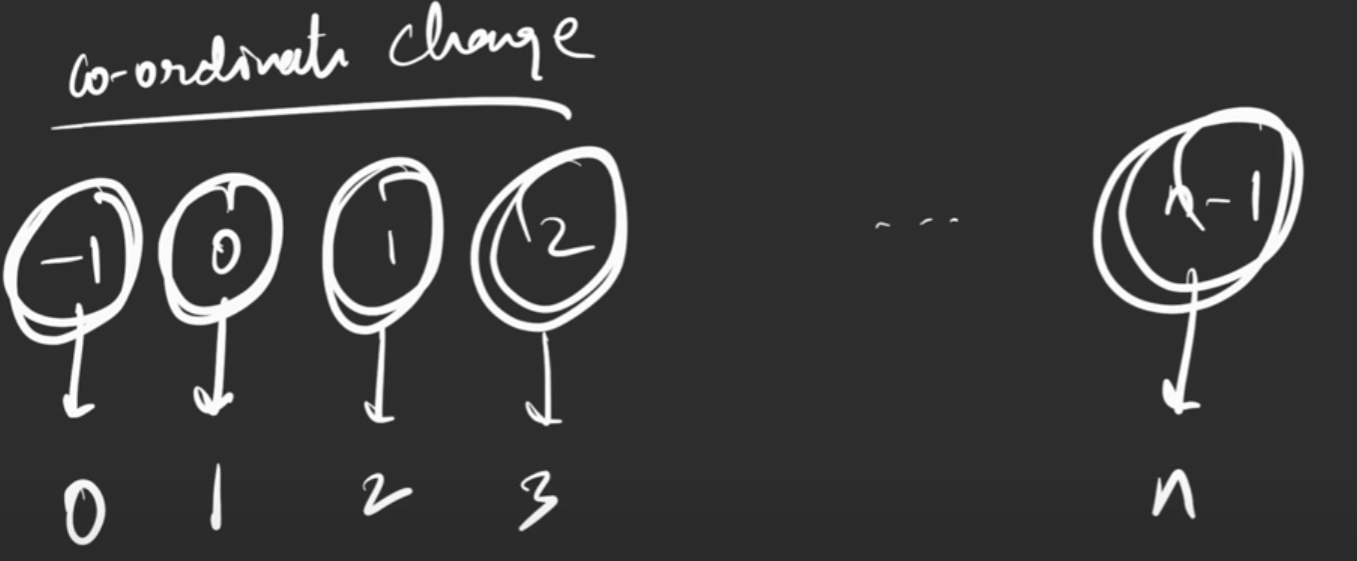 co-ordinate change
-1 0 1 2 --- n-1
0 1 2 3 n